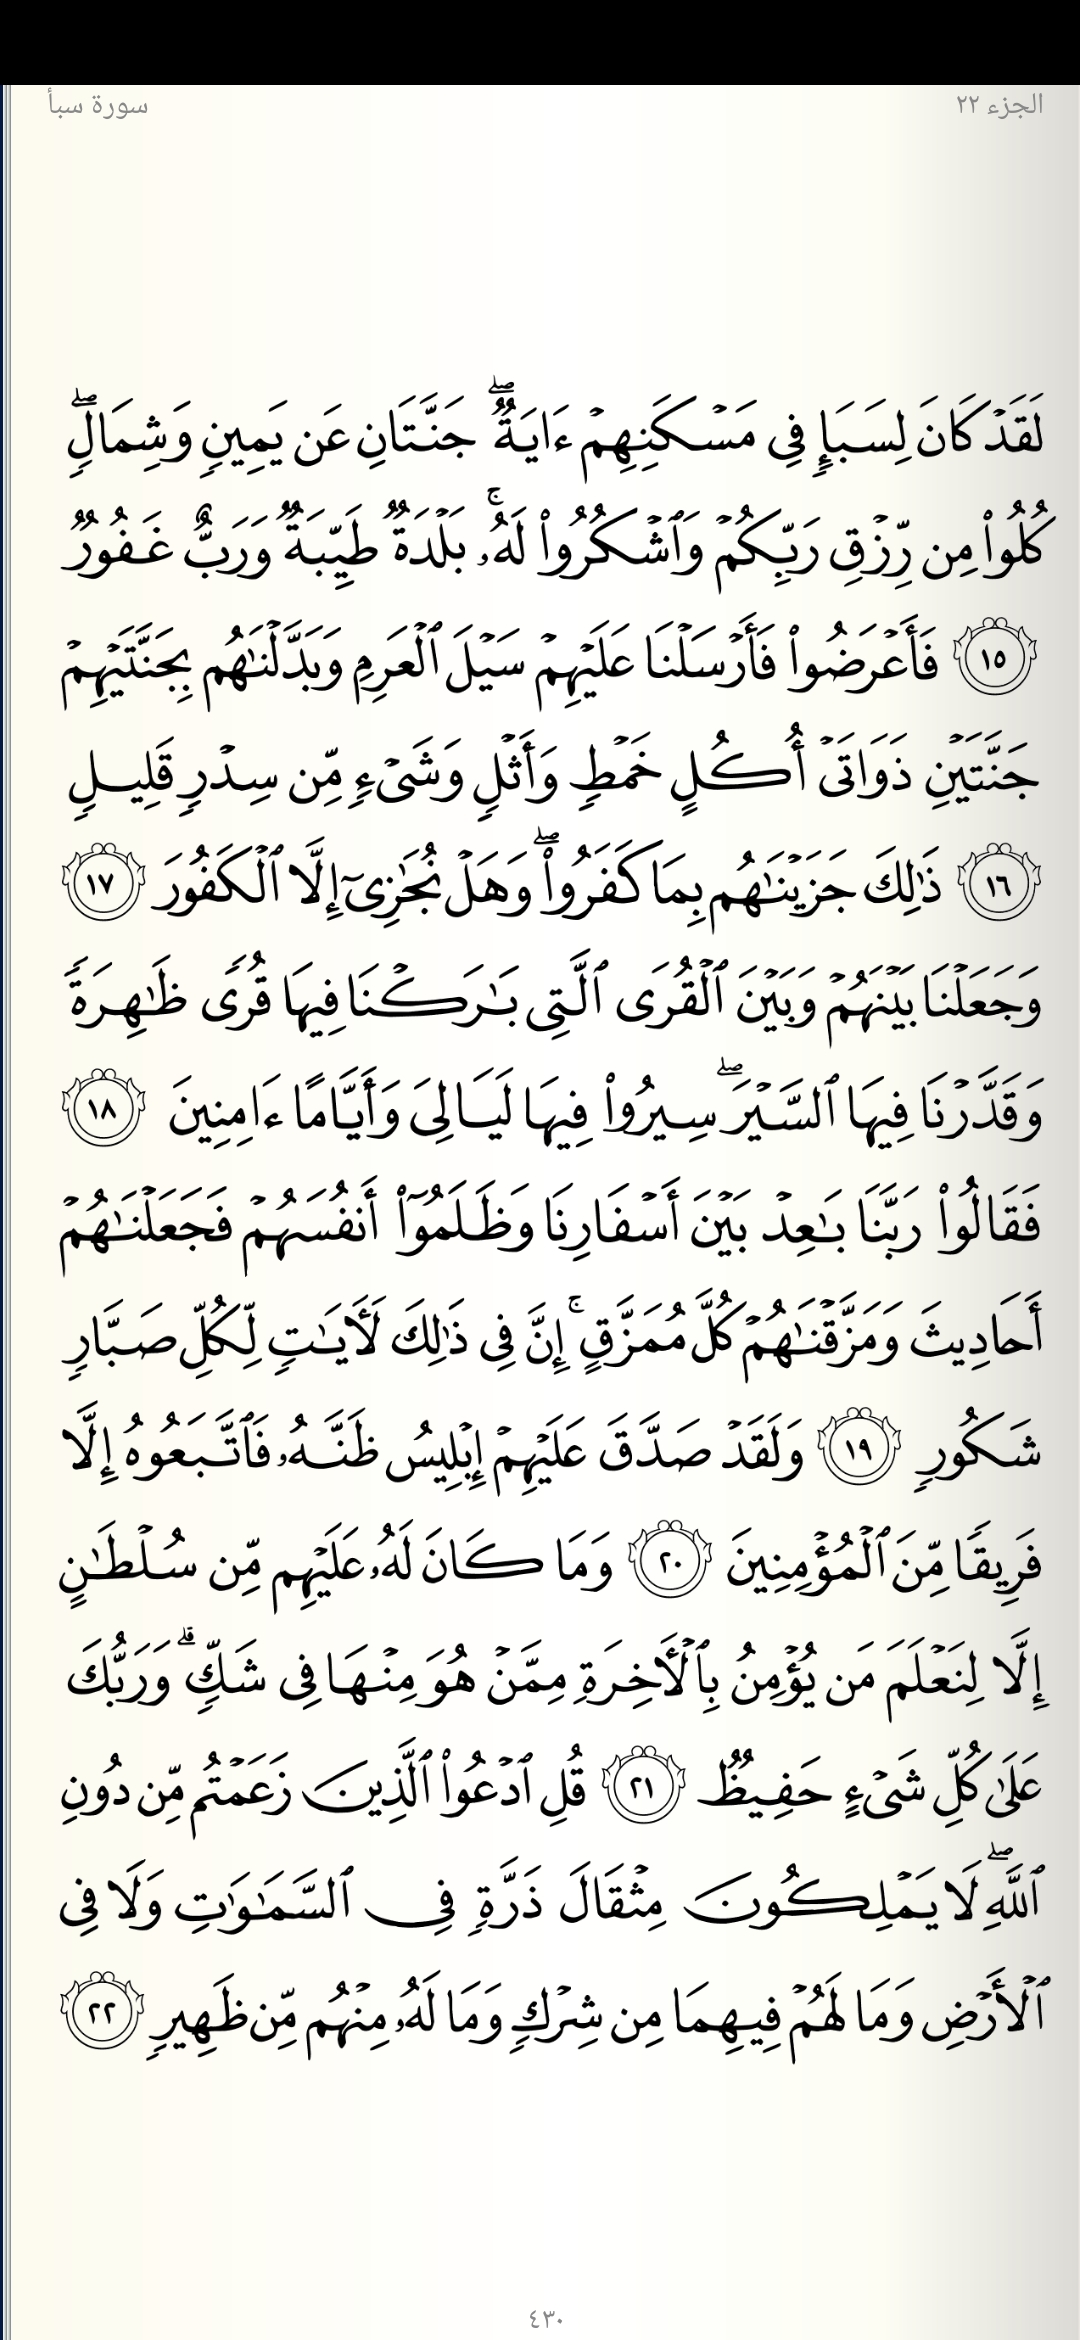 الجزء ٢٢
سورة سبأ
لَقَدۡ كَانَ لِسَبَإٖ فِي مَسۡكَنِهِمۡ ءَايَةٞۖ جَنَّتَانِ عَن يَمِينٖ وَشِمَالٖۖ
كُلُواْ مِن رِّزۡقِ رَبِّكُمۡ وَٱشۡكُرُواْ لَهُۥۚ بَلۡدَةٞ طَيِّبَةٞ وَرَبٌّ غَفُورٞ
١٥ فَأَعۡرَضُواْ فَأَرۡسَلۡنَا عَلَيۡهِمۡ سَيۡلَ ٱلۡعَرِمِ وَبَدَّلۡنَٰهُم بِجَنَّتَيۡهِمۡ
جَنَّتَيۡنِ ذَوَاتَيۡ أُكُلٍ خَمۡطٖ وَأَثۡلٖ وَشَيۡءٖ مِّن سِدۡرٖ قَلِيلٖ
١٦ ذَٰلِكَ جَزَيۡنَٰهُم بِمَا كَفَرُواْۖ وَهَلۡ نُجَٰزِيٓ إِلَّا ٱلۡكَفُورَ ١٧
وَجَعَلۡنَا بَيۡنَهُمۡ وَبَيۡنَ ٱلۡقُرَى ٱلَّتِي بَٰرَكۡنَا فِيهَا قُرٗى ظَٰهِرَةٗ
وَقَدَّرۡنَا فِيهَا ٱلسَّيۡرَۖ سِيرُواْ فِيهَا لَيَالِيَ وَأَيَّامًا ءَامِنِينَ ١٨
فَقَالُواْ رَبَّنَا بَٰعِدۡ بَيۡنَ أَسۡفَارِنَا وَظَلَمُوٓاْ أَنفُسَهُمۡ فَجَعَلۡنَٰهُمۡ
أَحَادِيثَ وَمَزَّقۡنَٰهُمۡ كُلَّ مُمَزَّقٍۚ إِنَّ فِي ذَٰلِكَ لَأٓيَٰتٖ لِّكُلِّ صَبَّارٖ
شَكُورٖ ١٩ وَلَقَدۡ صَدَّقَ عَلَيۡهِمۡ إِبۡلِيسُ ظَنَّهُۥ فَٱتَّبَعُوهُ إِلَّا
فَرِيقٗا مِّنَ ٱلۡمُؤۡمِنِينَ ٢٠ وَمَا كَانَ لَهُۥ عَلَيۡهِم مِّن سُلۡطَٰنٍ
إِلَّا لِنَعۡلَمَ مَن يُؤۡمِنُ بِٱلۡأٓخِرَةِ مِمَّنۡ هُوَ مِنۡهَا فِي شَكّٖۗ وَرَبُّكَ
عَلَىٰ كُلِّ شَيۡءٍ حَفِيظٞ ٢١ قُلِ ٱدۡعُواْ ٱلَّذِينَ زَعَمۡتُم مِّن دُونِ
ٱللَّهِۖ لَا يَمۡلِكُونَ مِثۡقَالَ ذَرَّةٖ فِي ٱلسَّمَٰوَٰتِ وَلَا فِي
ٱلۡأَرۡضِ وَمَا لَهُمۡ فِيهِمَا مِن شِرۡكٖ وَمَا لَهُۥ مِنۡهُم مِّن ظَهِيرٖ ٢٢
٤٣٠